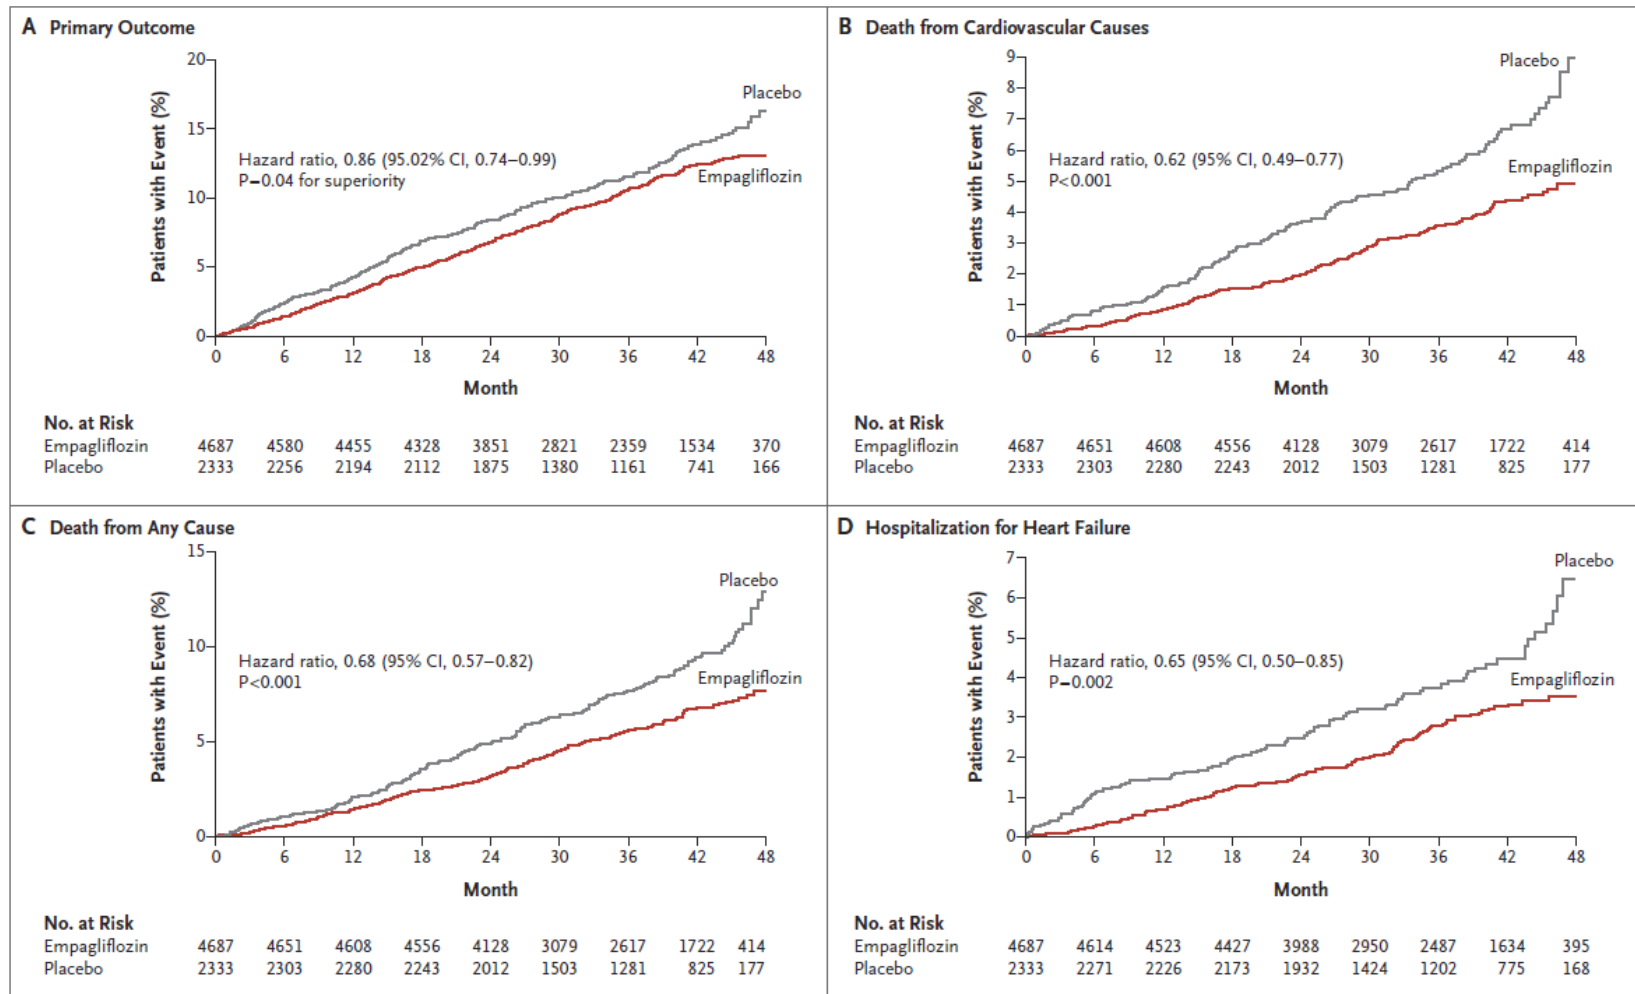 A Primary Outcome
Patients with Event (%)
20
15
10
5
0
Placebo
Hazard ratio, 0.86 (95.02% CI, 0.74–0.99)
P=0.04 for superiority
Empagliflozin
0 6 12 18 24 30 36 42 48
Month
No. at Risk
Empagliflozin 4687 4580 4455 4328 3851 2821 2359 1534 370
Placebo 2333 2256 2194 2112 1875 1380 1161 741 166
B Death from Cardiovascular Causes
Patients with Event (%)
9
8
7
6
5
4
3
2
1
0
Placebo
Hazard ratio, 0.62 (95% CI, 0.49–0.77)
P<0.001
Empagliflozin
0 6 12 18 24 30 36 42 48
Month
No. at Risk
Empagliflozin 4687 4651 4608 4556 4128 3079 2617 1722 414
Placebo 2333 2303 2280 2243 2012 1503 1281 825 177
C Death from Any Cause
Patients with Event (%)
15
10
5
0
Placebo
Hazard ratio, 0.68 (95% CI, 0.57–0.82)
P<0.001
Empagliflozin
0 6 12 18 24 30 36 42 48
Month
No. at Risk
Empagliflozin 4687 4651 4608 4556 4128 3079 2617 1722 414
Placebo 2333 2303 2280 2243 2012 1503 1281 825 177
D Hospitalization for Heart Failure
Patients with Event (%)
7
6
5
4
3
2
1
0
Placebo
Hazard ratio, 0.65 (95% CI, 0.50–0.85)
P=0.002
Empagliflozin
0 6 12 18 24 30 36 42 48
Month
No. at Risk
Empagliflozin 4687 4614 4523 4427 3988 2950 2487 1634 395
Placebo 2333 2271 2226 2173 1932 1424 1202 775 168